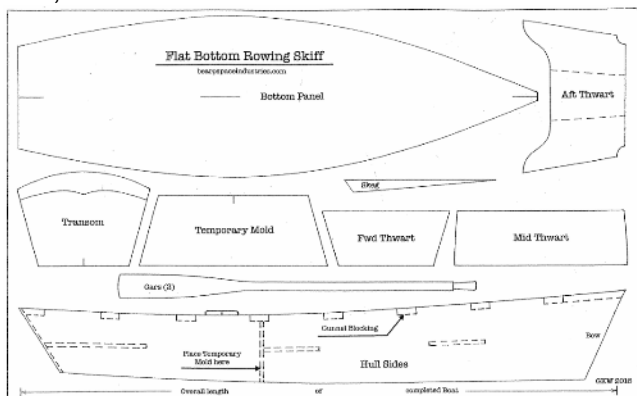 Flat Bottom Rowing Skiff
bearspaceindustries.com
Bottom Panel
Aft Thwart
Skeg
Transom
Temporary Mold
Fwd Thwart
Mid Thwart
Oars (2)
Gunnel Blocking
Bow
Place Temporary
Mold here
Hull Sides
GKW 2018
Overall length of completed Boat